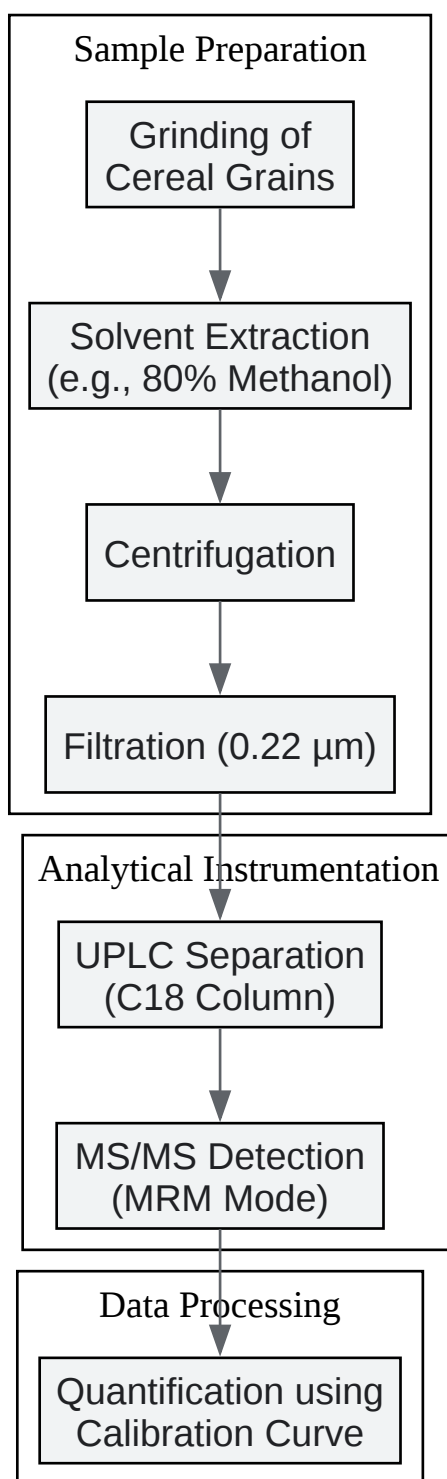 Sample Preparation
Grinding of
Cereal Grains
Solvent Extraction
(e.g., 80% Methanol)
Centrifugation
Filtration (0.22 µm)
Analytical Instrumentation
UPLC Separation
(C18 Column)
MS/MS Detection
(MRM Mode)
Data Processing
Quantification using
Calibration Curve